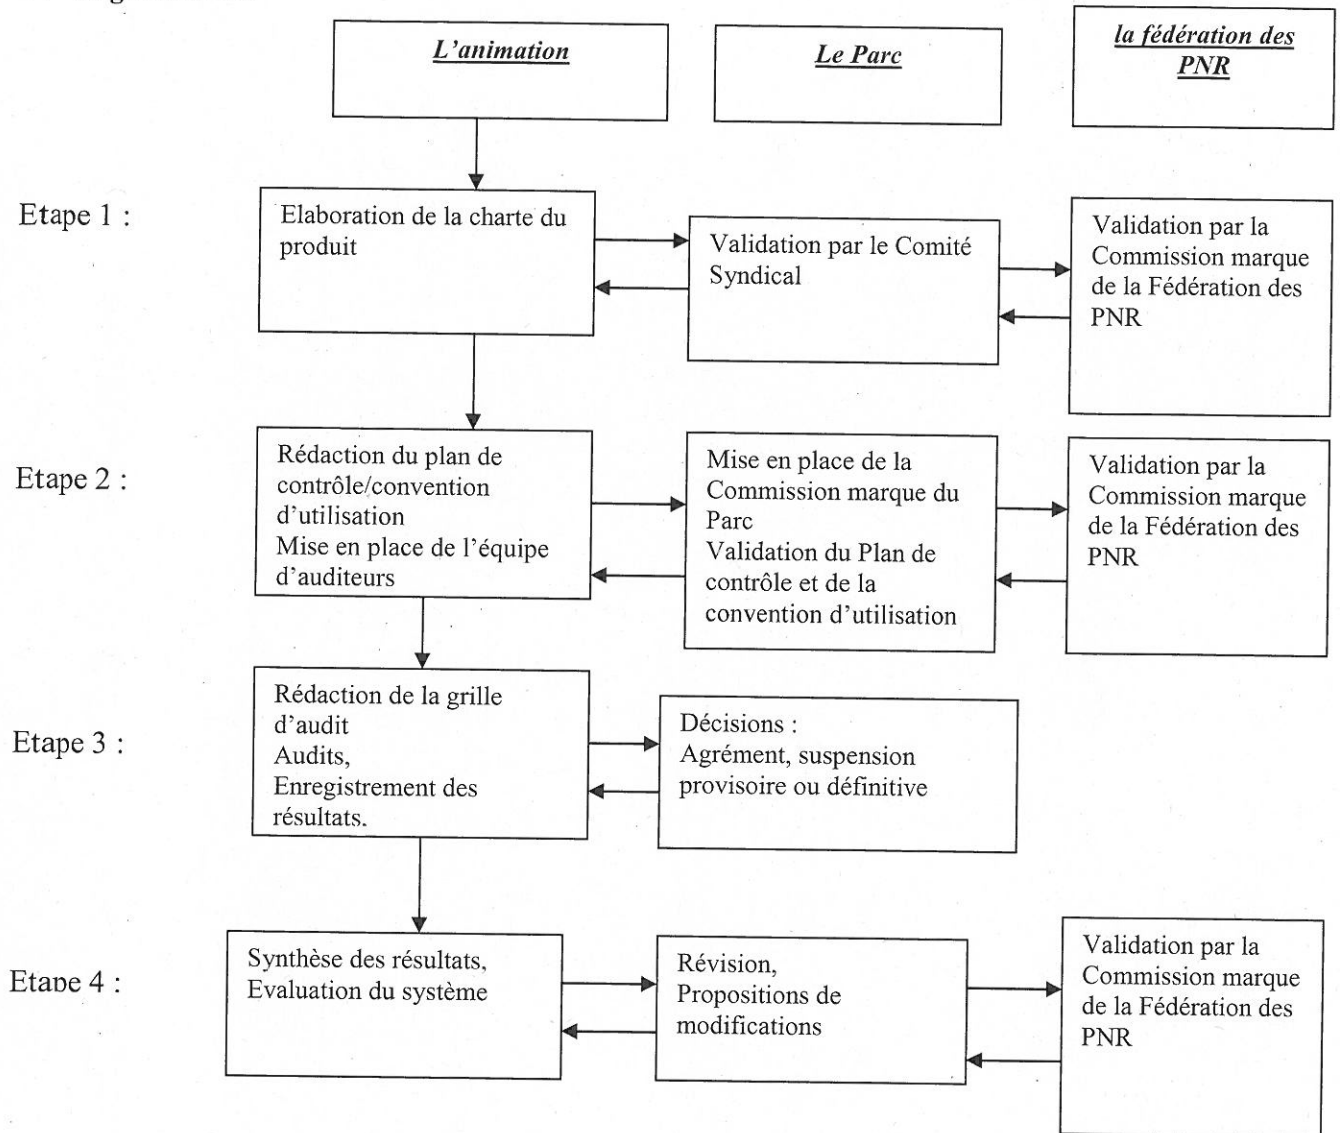 L'animation
Le Parc
la fédération des
PNR
Etape 1 :
Elaboration de la charte du
produit
Validation par le Comité
Syndical
Validation par la
Commission marque
de la Fédération des
PNR
Etape 2 :
Rédaction du plan de
contrôle/convention
d'utilisation
Mise en place de l'équipe
d'auditeurs
Mise en place de la
Commission marque du
Parc
Validation du Plan de
contrôle et de la
convention d'utilisation
Validation par la
Commission marque
de la Fédération des
PNR
Etape 3 :
Rédaction de la grille
d'audit
Audits,
Enregistrement des
résultats.
Décisions :
Agrément, suspension
provisoire ou définitive
Etape 4 :
Synthèse des résultats,
Evaluation du système
Révision,
Propositions de
modifications
Validation par la
Commission marque
de la Fédération des
PNR